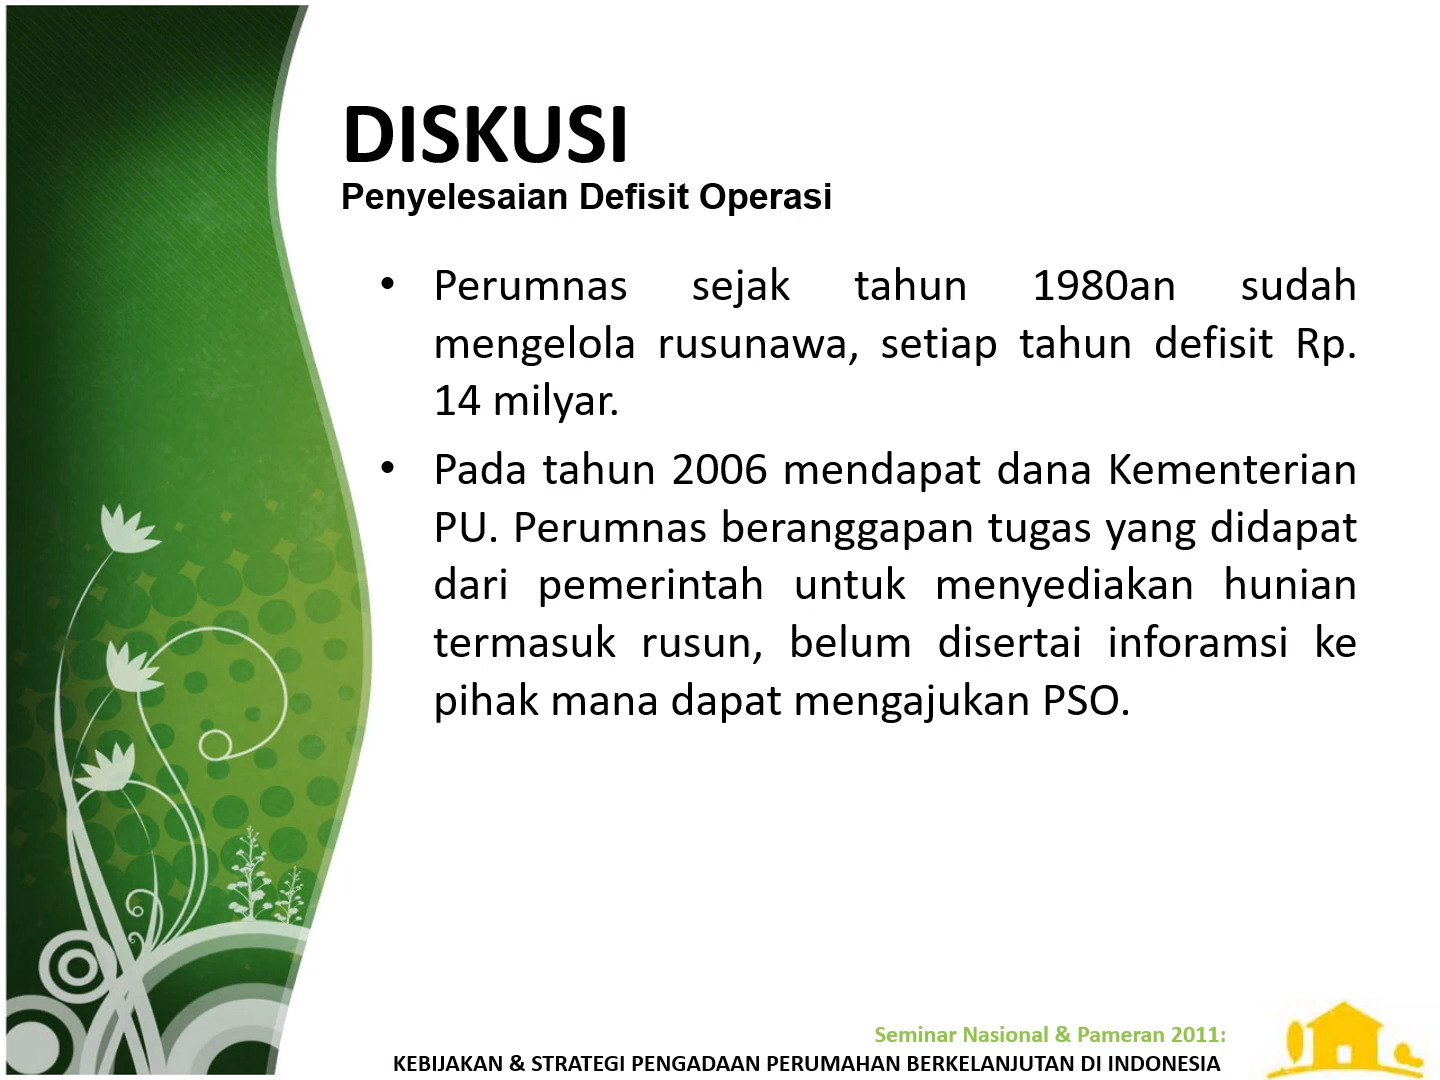 DISKUSI
Penyelesaian Defisit Operasi
• Perumnas sejak tahun 1980an sudah
mengelola rusunawa, setiap tahun defisit Rp.
14 milyar.
• Pada tahun 2006 mendapat dana Kementerian
PU. Perumnas beranggapan tugas yang didapat
dari pemerintah untuk menyediakan hunian
termasuk rusun, belum disertai inforamsi ke
pihak mana dapat mengajukan PSO.
Seminar Nasional & Pameran 2011:
KEBIJAKAN & STRATEGI PENGADAAN PERUMAHAN BERKELANJUTAN DI INDONESIA